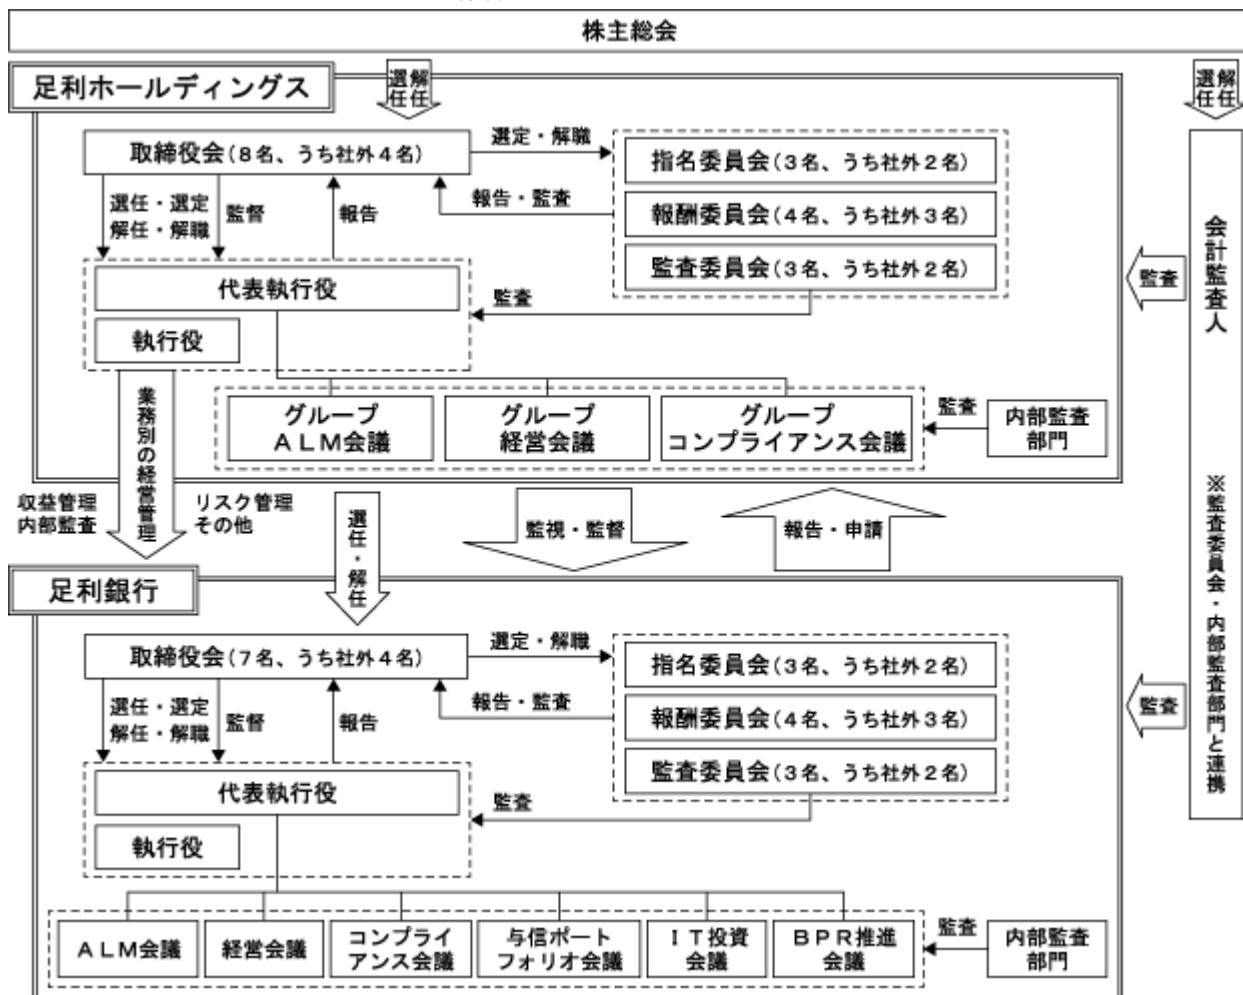 株主総会
足利ホールディングス
選任
解任
選任
解任
取締役会(8名、うち社外4名)
選定・解職
指名委員会(3名、うち社外2名)
報告・監査
報酬委員会(4名、うち社外3名)
選任・選定
解任・解職
監督
報告
監査委員会(3名、うち社外2名)
代表執行役
監査
執行役
監査
会計監査人
※監査委員会・内部監査部門と連携
グループ
ALM会議
グループ
経営会議
グループ
コンプライアンス会議
監査
内部監査
部門
業務別の経営管理
収益管理
内部監査
リスク管理
その他
選任・解任
監視・監督
報告・申請
足利銀行
取締役会(7名、うち社外4名)
選定・解職
指名委員会(3名、うち社外2名)
報告・監査
報酬委員会(4名、うち社外3名)
選任・選定
解任・解職
監督
報告
監査
監査委員会(3名、うち社外2名)
代表執行役
監査
執行役
ALM会議
経営会議
コンプライ
アンス会議
与信ポート
フォリオ会議
IT投資
会議
BPR推進
会議
監査
内部監査
部門